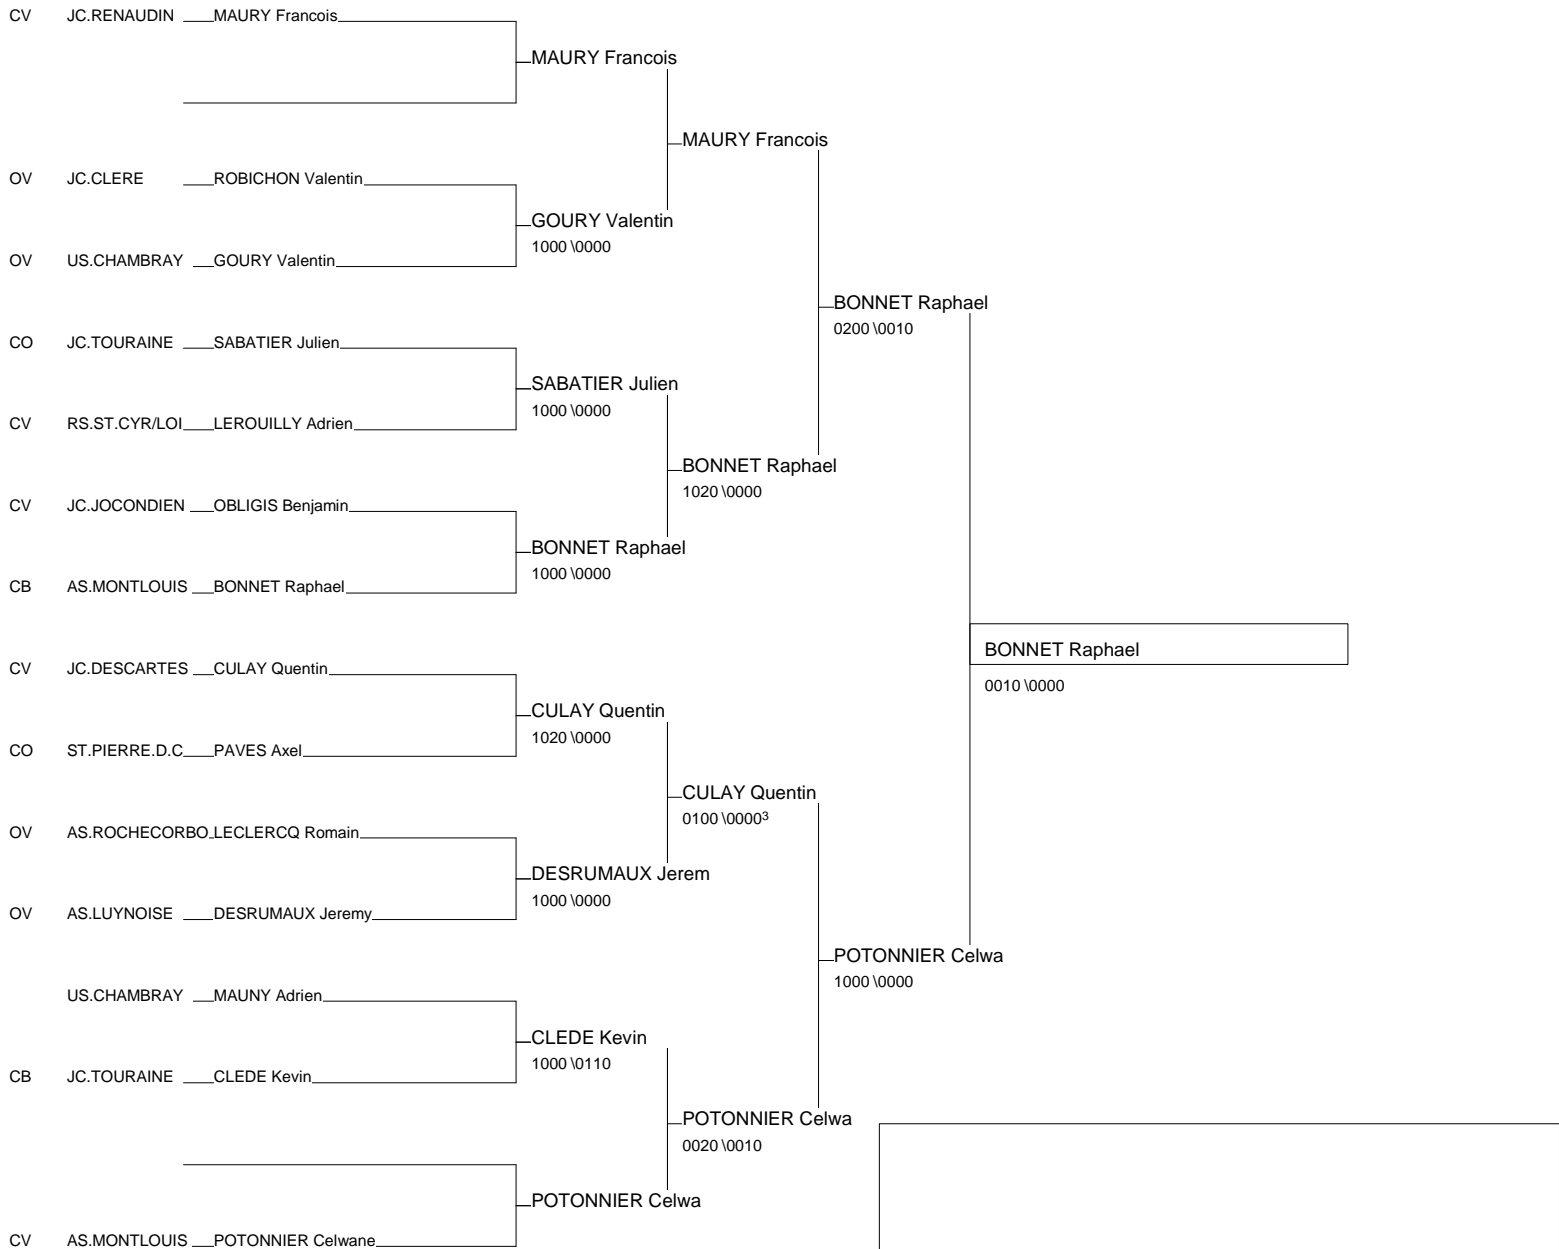 CV JC.RENAUDIN MAURY Francois
MAURY Francois
MAURY Francois
OV JC.CLERE ROBICHON Valentin
GOURY Valentin
1000 \0000
OV US.CHAMBRAY GOURY Valentin
BONNET Raphael
0200 \0010
CO JC.TOURAINE SABATIER Julien
SABATIER Julien
1000 \0000
CV RS.ST.CYR/LOI LEROUILLY Adrien
BONNET Raphael
1020 \0000
CV JC.JOCONDIEN OBLIGIS Benjamin
BONNET Raphael
1000 \0000
CB AS.MONTLOUIS BONNET Raphael
BONNET Raphael
0010 \0000
CV JC.DESCARTES CULAY Quentin
CULAY Quentin
1020 \0000
CO ST.PIERRE.D.C PAVES Axel
CULAY Quentin
0100 \0000³
OV AS.ROCHECORBO LECLERCQ Romain
DESRUMAUX Jerem
1000 \0000
OV AS.LUYNOISE DESRUMAUX Jeremy
POTONNIER Celwa
1000 \0000
US.CHAMBRAY MAUNY Adrien
CLEDE Kevin
1000 \0110
CB JC.TOURAINE CLEDE Kevin
POTONNIER Celwa
0020 \0010
POTONNIER Celwa
CV AS.MONTLOUIS POTONNIER Celwane